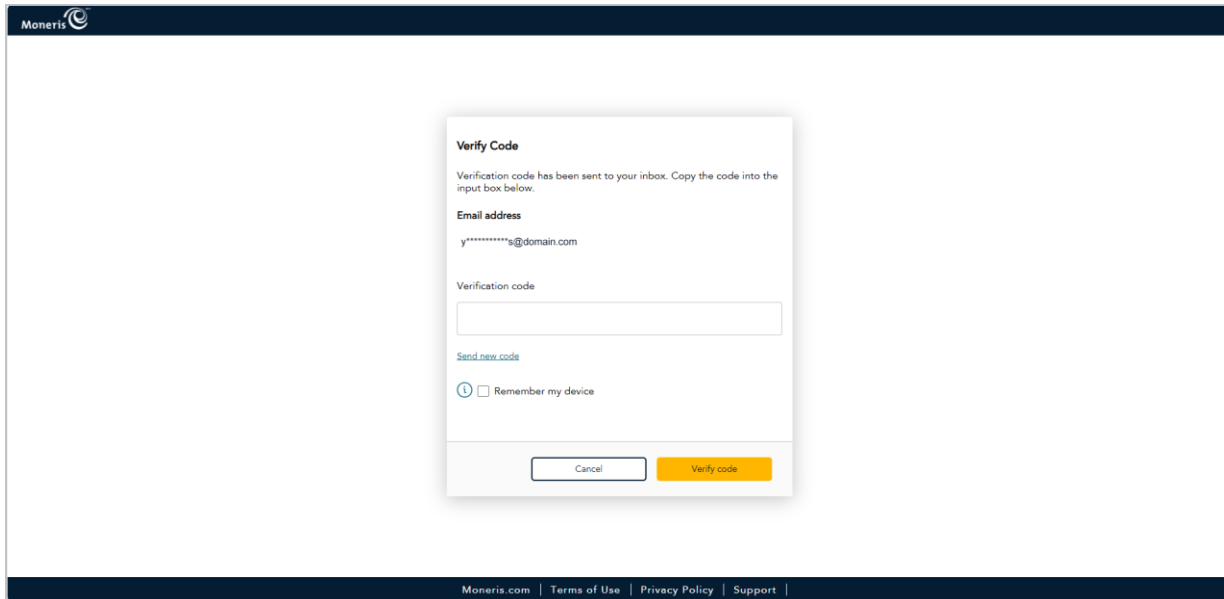 Moneris
Verify Code
Verification code has been sent to your inbox. Copy the code into the
input box below.
Email address
y***********s@domain.com
Verification code
Send new code
i Remember my device
Cancel
Verify code
Moneris.com | Terms of Use | Privacy Policy | Support |